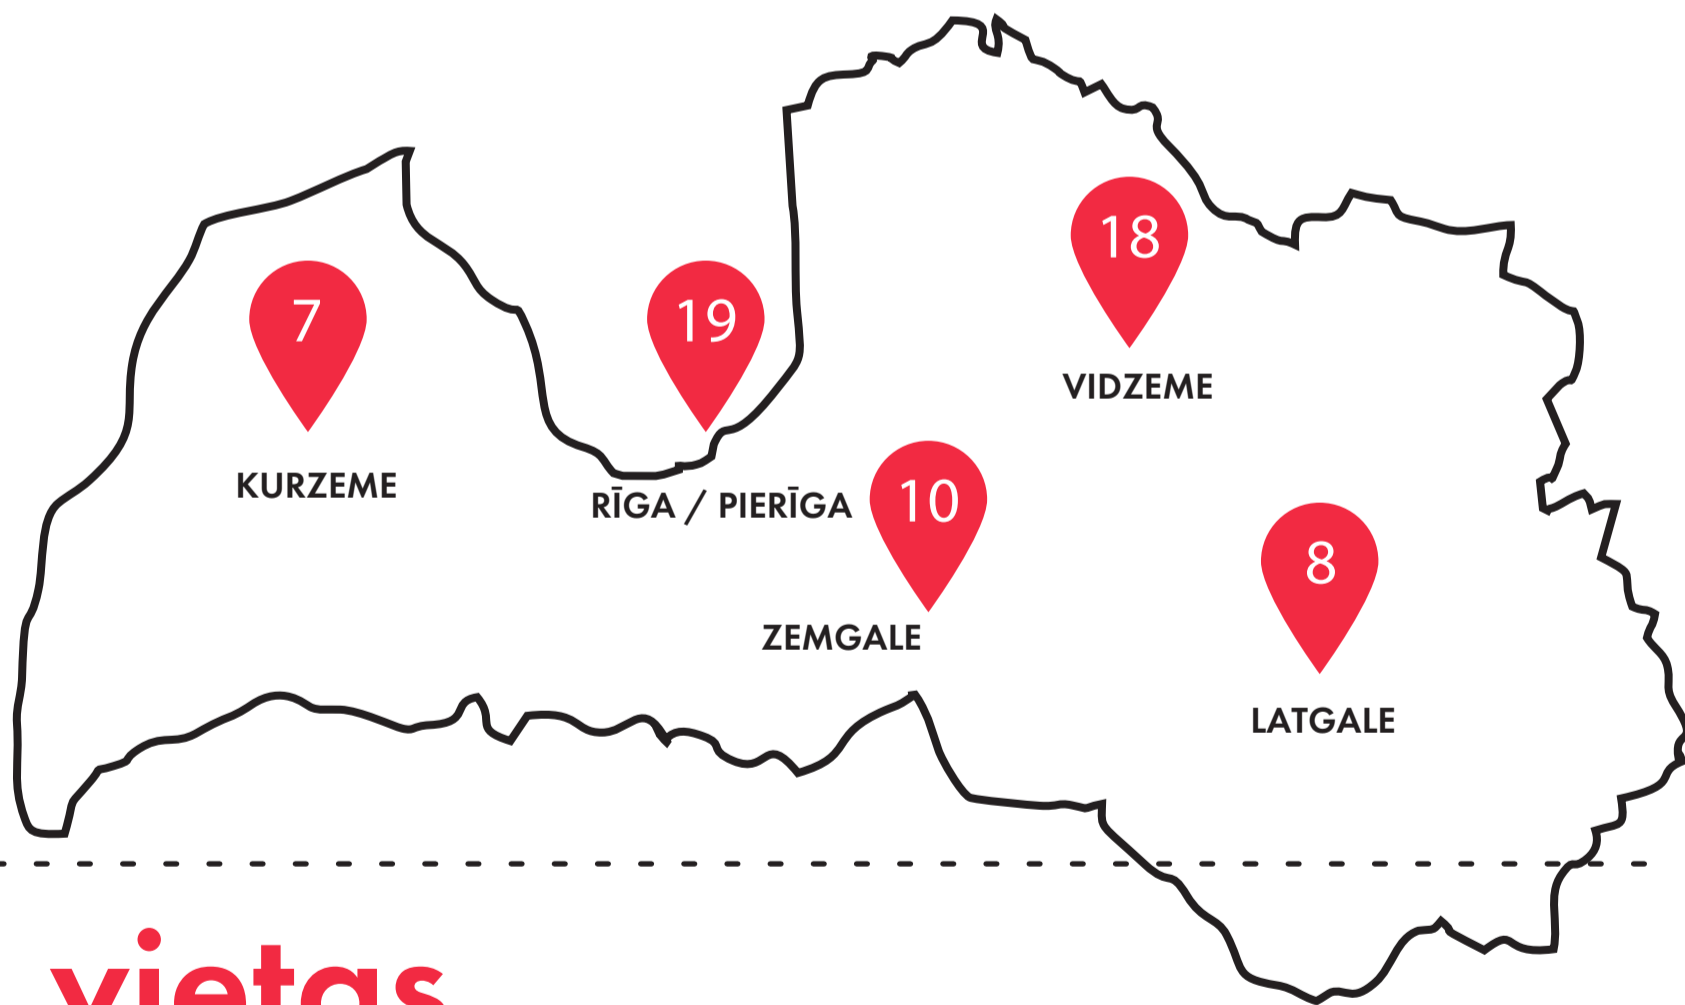 18
VIDZEME
7
KURZEME
19
RĪGA / PIERĪGA
10
ZEMGALE
8
LATGALE
vietas